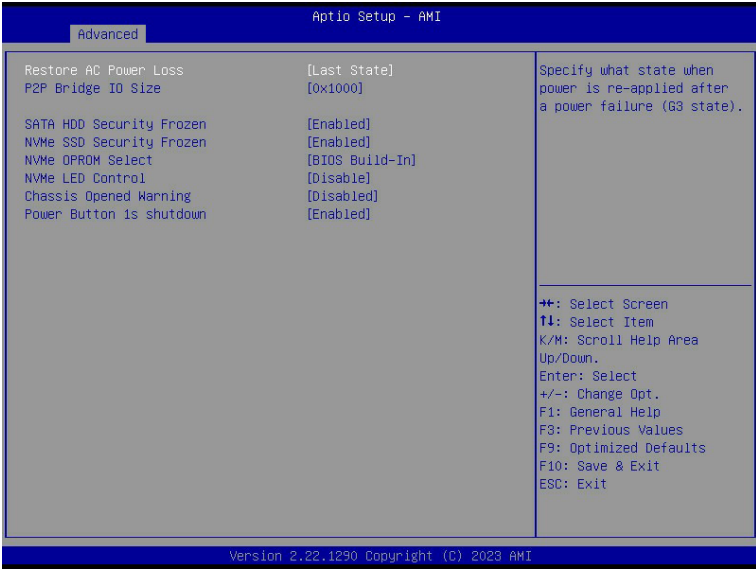 Aptio Setup – AMI
Advanced
Restore AC Power Loss [Last State]
P2P Bridge IO Size [0x1000]
SATA HDD Security Frozen [Enabled]
NVMe SSD Security Frozen [Enabled]
NVMe OPROM Select [BIOS Build-In]
NVMe LED Control [Disable]
Chassis Opened Warning [Disabled]
Power Button 1s shutdown [Enabled]
Specify what state when
power is re-applied after
a power failure (G3 state).
→←: Select Screen
↑↓: Select Item
K/M: Scroll Help Area
Up/Down.
Enter: Select
+/-: Change Opt.
F1: General Help
F3: Previous Values
F9: Optimized Defaults
F10: Save & Exit
ESC: Exit
Version 2.22.1290 Copyright (C) 2023 AMI